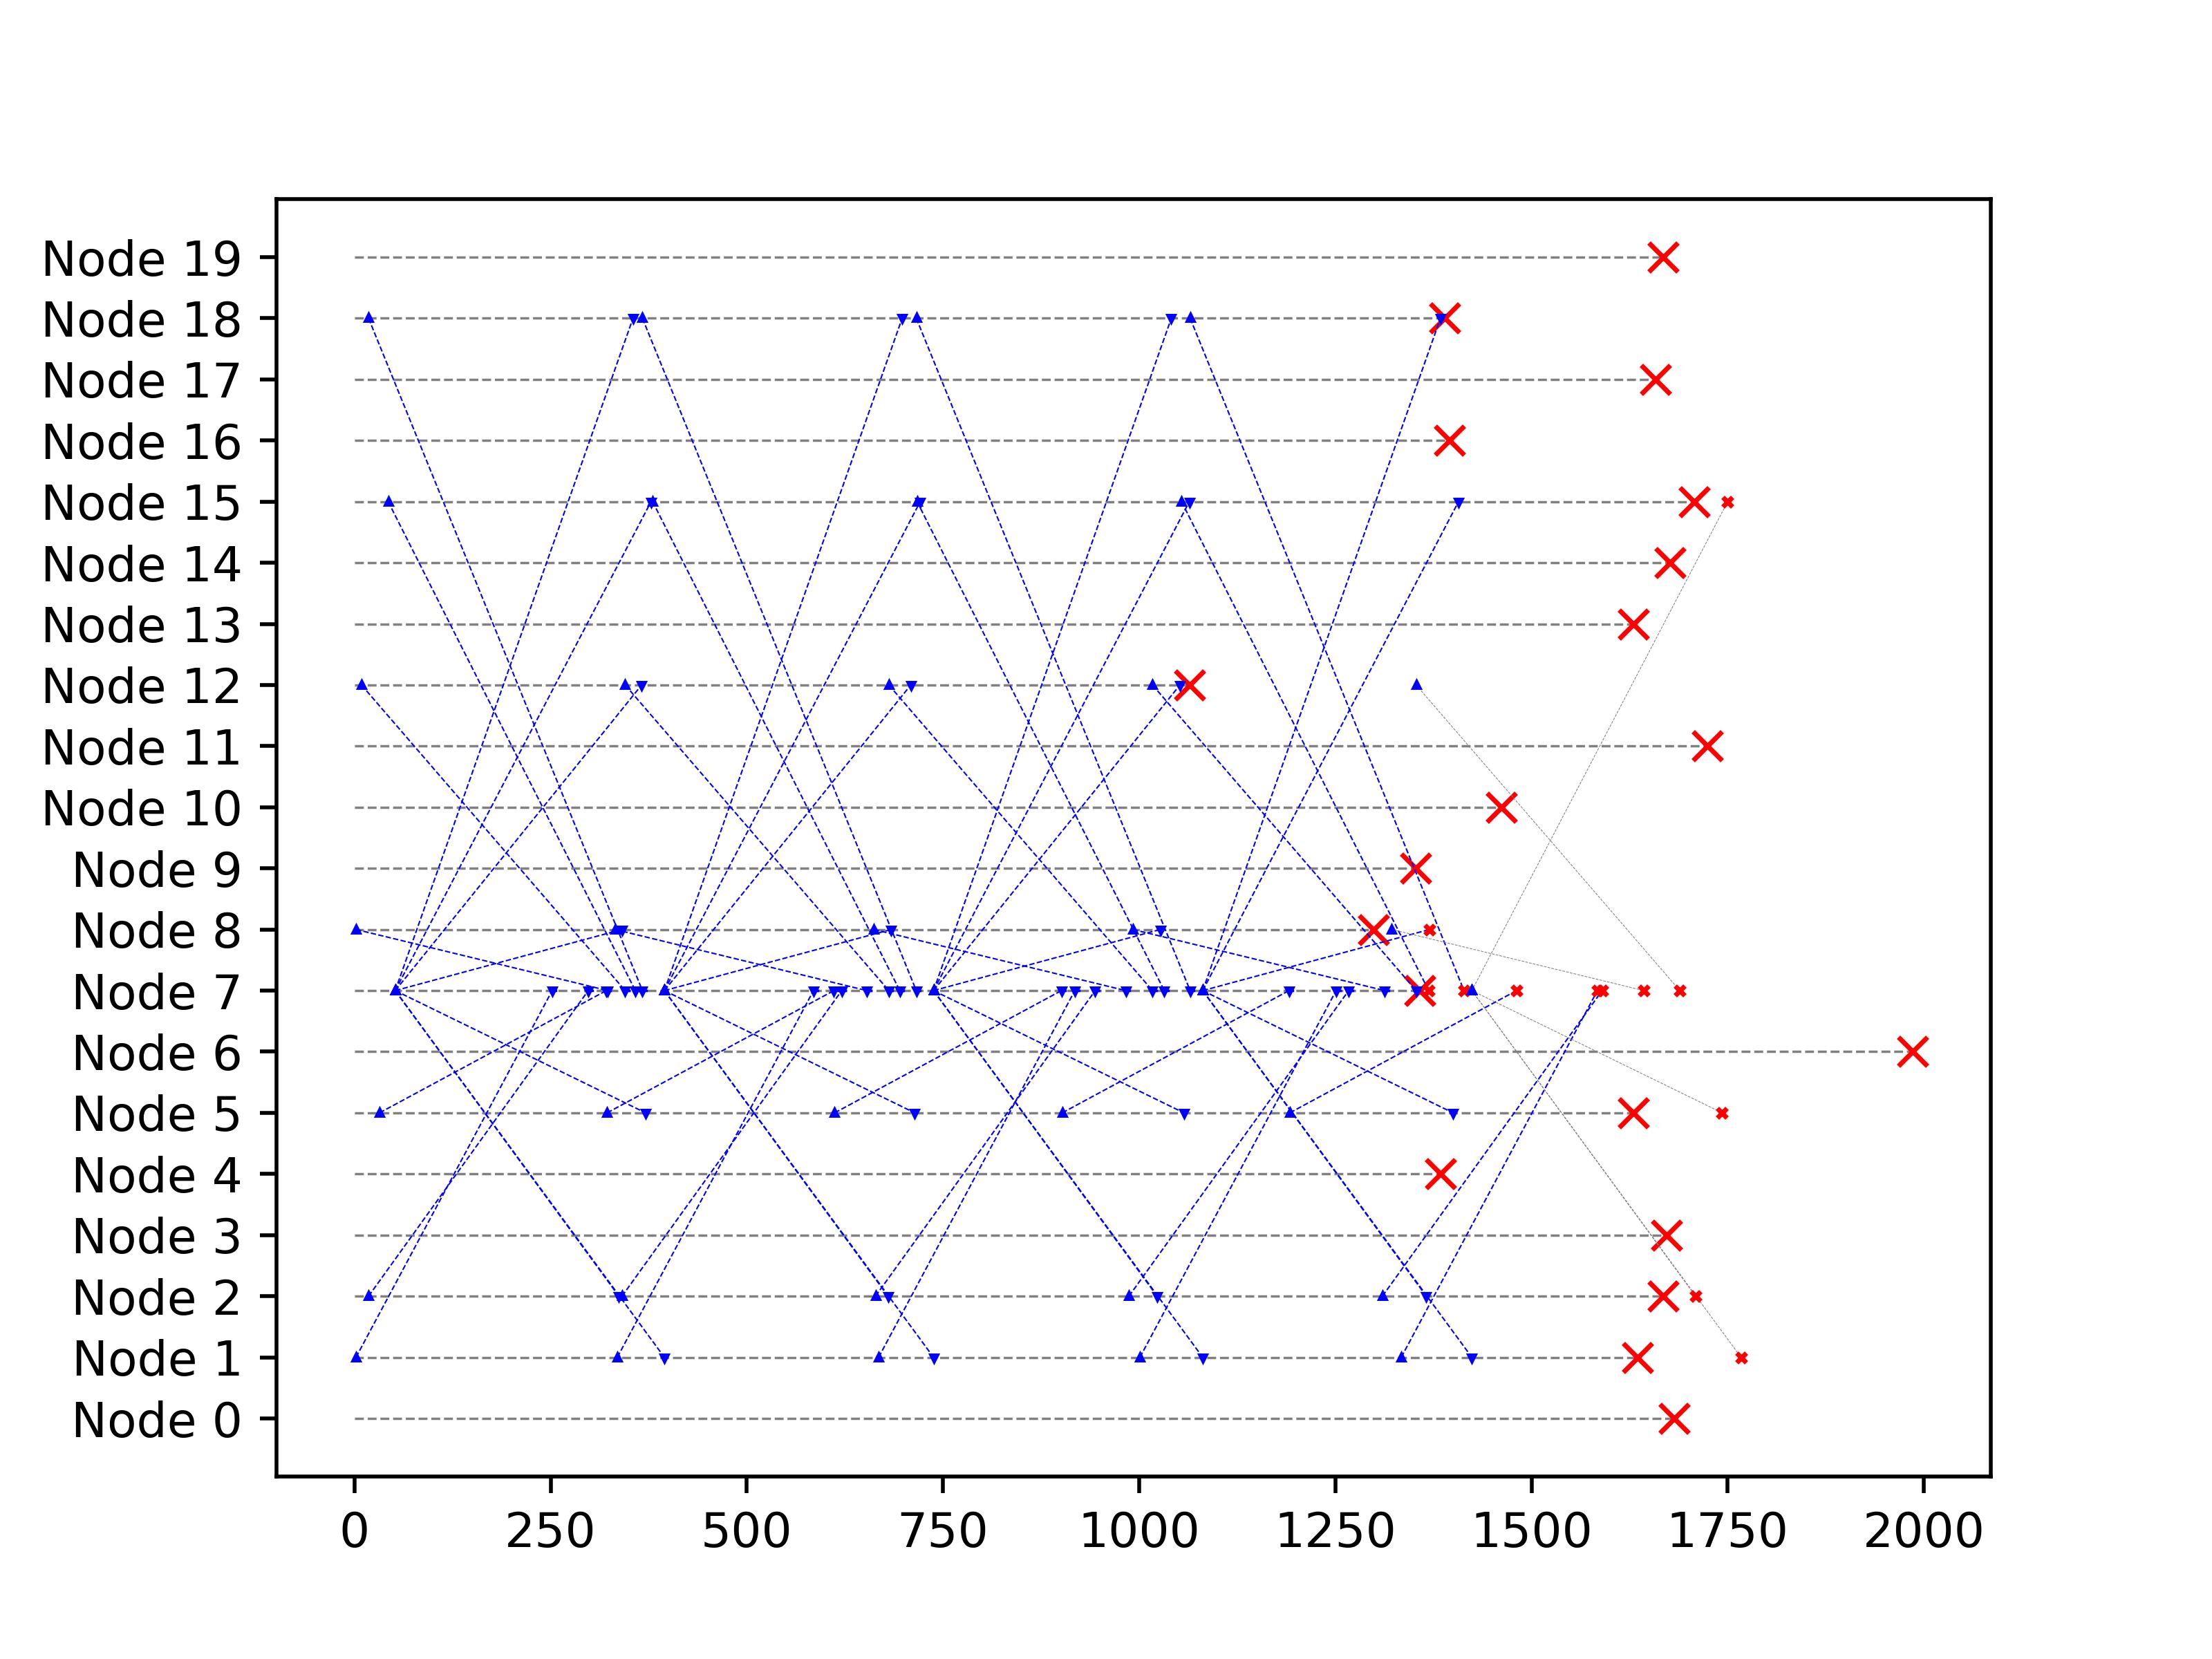 Node 19
Node 18
Node 17
Node 16
Node 15
Node 14
Node 13
Node 12
Node 11
Node 10
Node 9
Node 8
Node 7
Node 6
Node 5
Node 4
Node 3
Node 2
Node 1
Node 0
0 250 500 750 1000 1250 1500 1750 2000